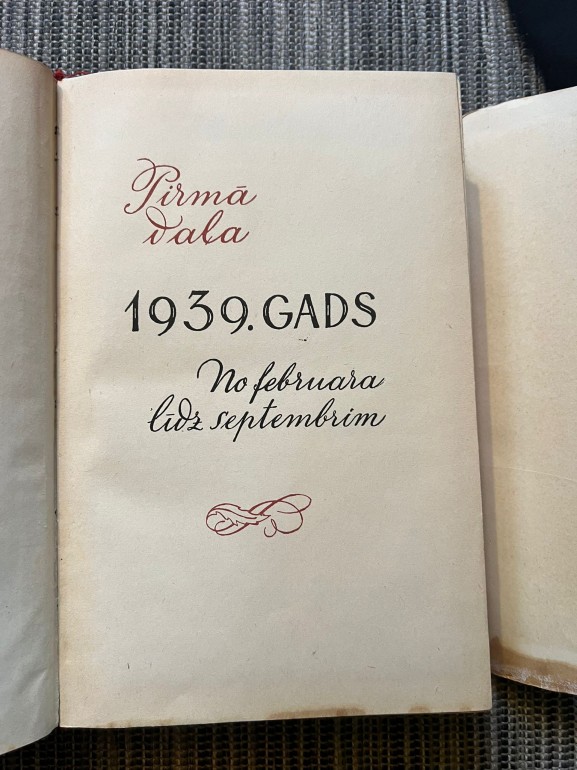 Pirmā
daļa
1939. GADS
No februara
līdz septembrim